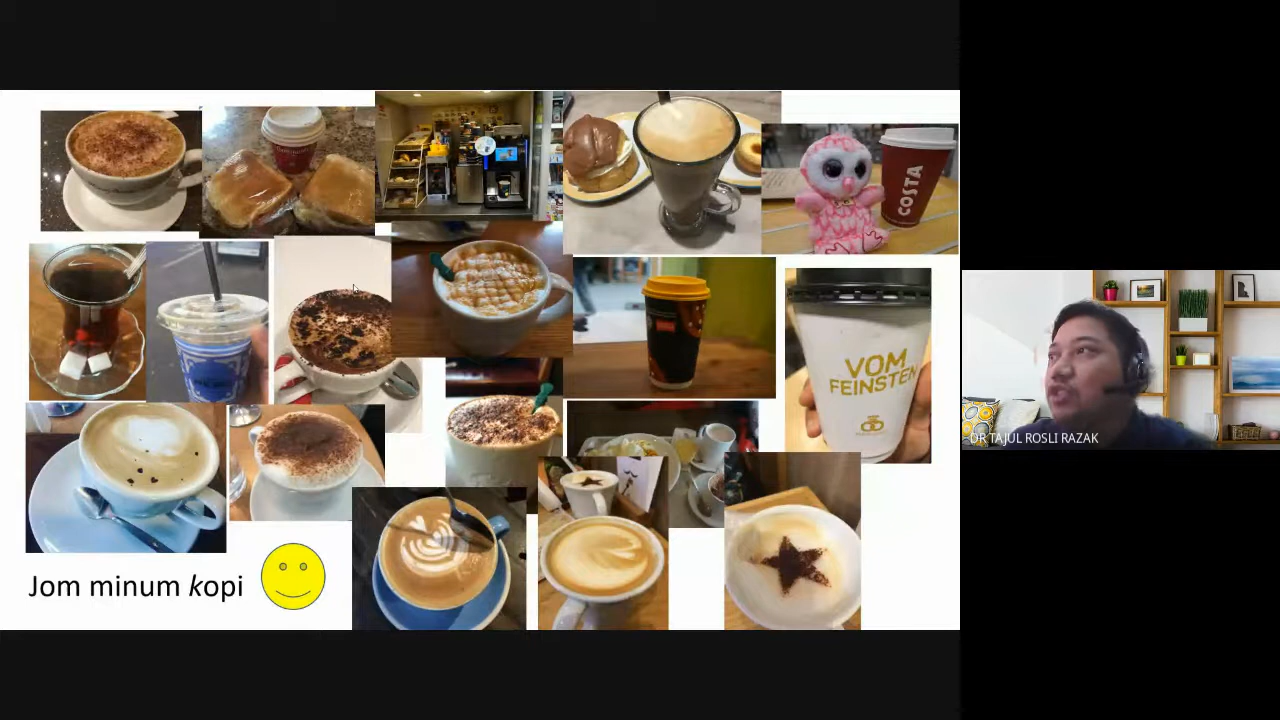 COSTA
VOM
FEINSTEN
Jom minum kopi
DR TAJUL ROSLI RAZAK